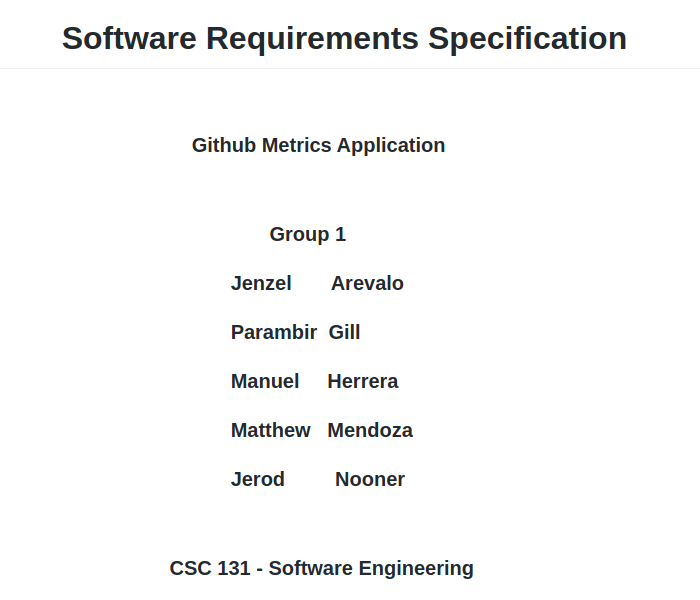 Software Requirements Specification
Github Metrics Application
Group 1
Jenzel Arevalo
Parambir Gill
Manuel Herrera
Matthew Mendoza
Jerod Nooner
CSC 131 - Software Engineering